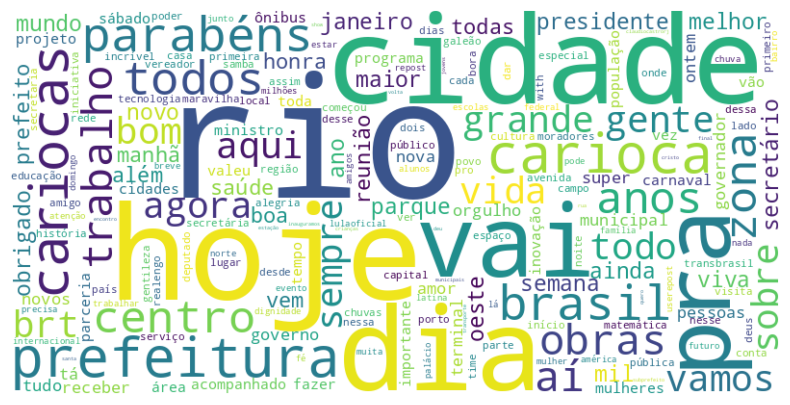 mundo
sábado
poder
junto
ônibus
janeiro
dias
galeão
bora
todas
presidente
melhor
projeto
parabéns
cidade
incrível
casa
primeira
samba
honra
programa
repost
cada
especial
população
ontem
primeiro
bairro
vereador
todos
rio
maior
estar
chuva
onde
dar
vão
with
prefeito
cariocas
trabalho
secretaria
iniciativa
rede
tecnologia
maravilha
local
milhões
assim
toda
desse
começou
novo
bom
ministro
aqui
ano
reunião
dois
público
nova
amigos
grande
gente
escolas
federal
cultura
moradores
vez
dessa
lado
zona
secretário
governador
manhã
além
valeu
saúde
região
povo
pro
alunos
carioca
pode
final
cristo
obrigado
educação
domingo
breve
cidades
agora
alegria
boa
parque
vida
avenida
campo
super
carnaval
anos
amigo
atenção
história
secretária
sempre
ver
orgulho
inovação
municipal
família
nada
hoje
vai
todo
pra
sobre
lulaoficial
espaço
noite
ainda
transbrasil
viva
visita
brt
novos
país
parceria
gentileza
realengo
deputado
norte
lugar
desde
tempo
evento
capital
amor
latina
oeste
semana
brasil
pessoas
userepost
deus
nesse
precisa
trabalhar
centro
vem
dignidade
chuvas
nessa
importante
porto
terminal
lá
início
matemática
obras
futuro
internacional
prefeitura
serviço
governo
dia
muita
palácio
time
parte
mulher
américa
aí
mil
pública
conta
vamos
tudo
tá
receber
área
acompanhado
fazer
fé
mulheres